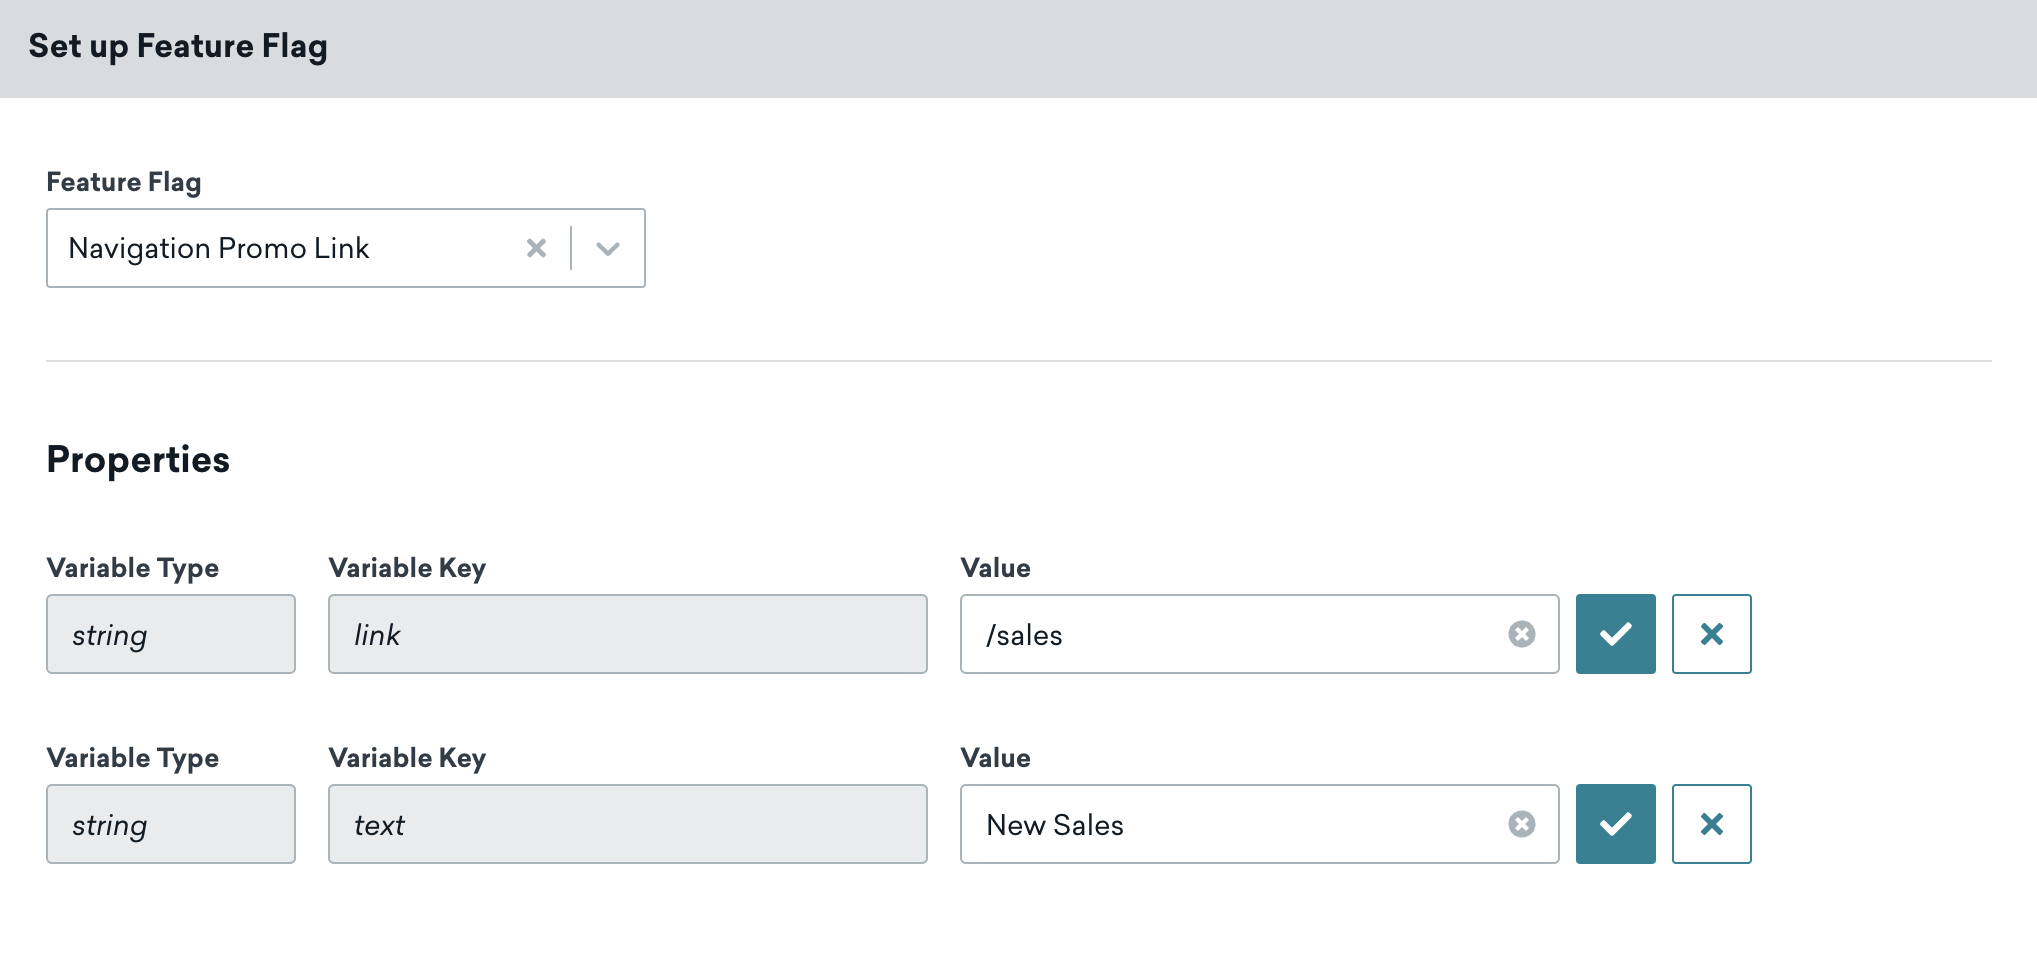 Set up Feature Flag
Feature Flag
Navigation Promo Link
Properties
Variable Type Variable Key Value
string link /sales
Variable Type Variable Key Value
string text New Sales